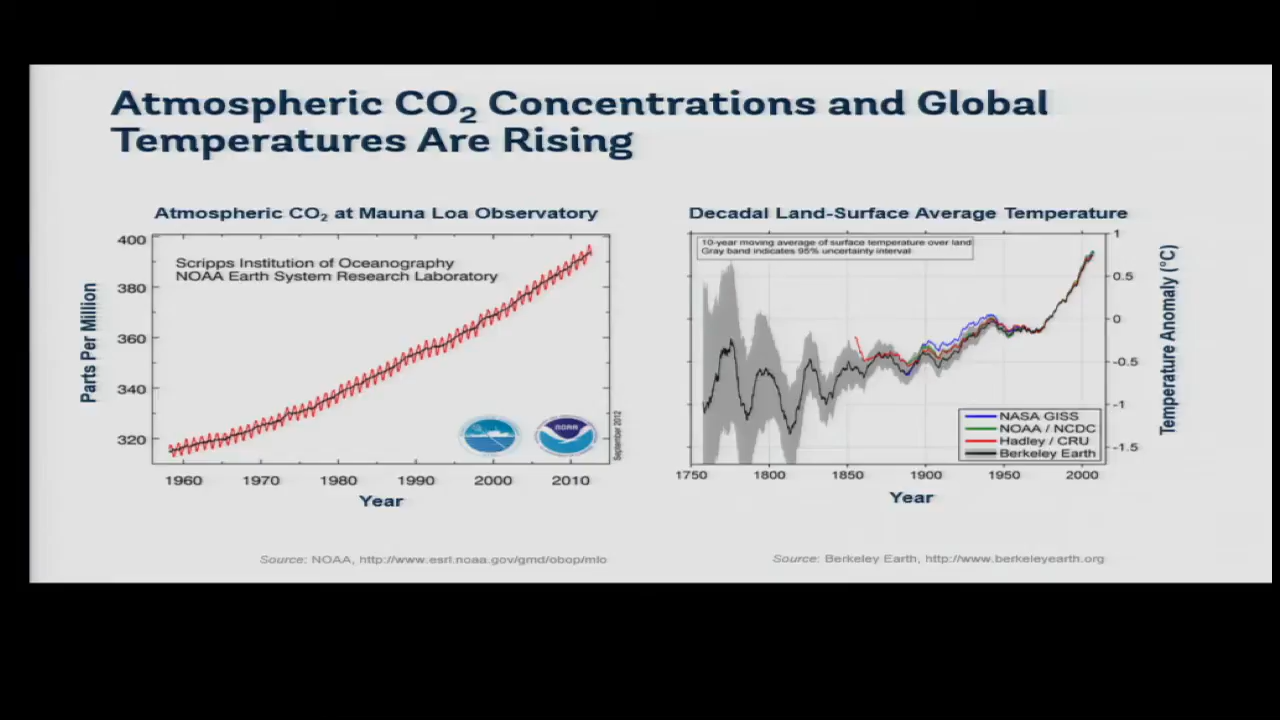 Atmospheric CO₂ Concentrations and Global
Temperatures Are Rising
Atmospheric CO₂ at Mauna Loa Observatory
400
380
360
340
320
Parts Per Million
Scripps Institution of Oceanography
NOAA Earth System Research Laboratory
NOAA
September 2012
1960 1970 1980 1990 2000 2010
Year
Source: NOAA, http://www.esrl.noaa.gov/gmd/obop/mlo
Decadal Land-Surface Average Temperature
10-year moving average of surface temperature over land
Gray band indicates 95% uncertainty interval
1
0.5
0
-0.5
-1
-1.5
Temperature Anomaly (°C)
NASA GISS
NOAA / NCDC
Hadley / CRU
Berkeley Earth
1750 1800 1850 1900 1950 2000
Year
Source: Berkeley Earth, http://www.berkeleyearth.org